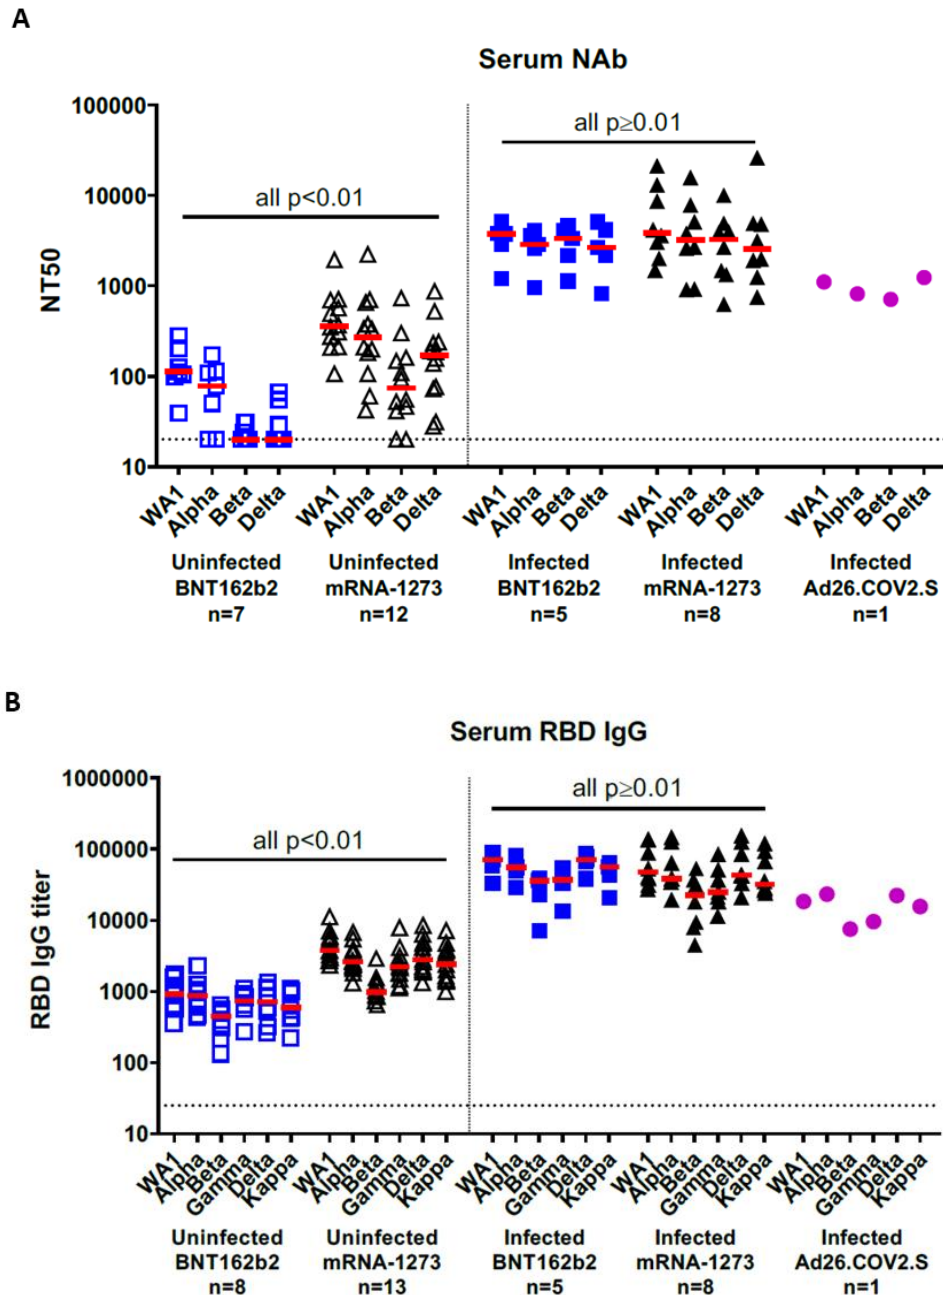 A
Serum NAb
NT50
100000
10000
1000
100
10
all p<0.01
all p≥0.01
WA1 Alpha Beta Delta WA1 Alpha Beta Delta WA1 Alpha Beta Delta WA1 Alpha Beta Delta WA1 Alpha Beta Delta
Uninfected Uninfected Infected Infected Infected
BNT162b2 mRNA-1273 BNT162b2 mRNA-1273 Ad26.COV2.S
n=7 n=12 n=5 n=8 n=1
B
Serum RBD IgG
RBD IgG titer
1000000
100000
10000
1000
100
10
all p<0.01
all p≥0.01
WA1 Alpha Beta Gamma Delta Kappa WA1 Alpha Beta Gamma Delta Kappa WA1 Alpha Beta Gamma Delta Kappa WA1 Alpha Beta Gamma Delta Kappa WA1 Alpha Beta Gamma Delta Kappa
Uninfected Uninfected Infected Infected Infected
BNT162b2 mRNA-1273 BNT162b2 mRNA-1273 Ad26.COV2.S
n=8 n=13 n=5 n=8 n=1